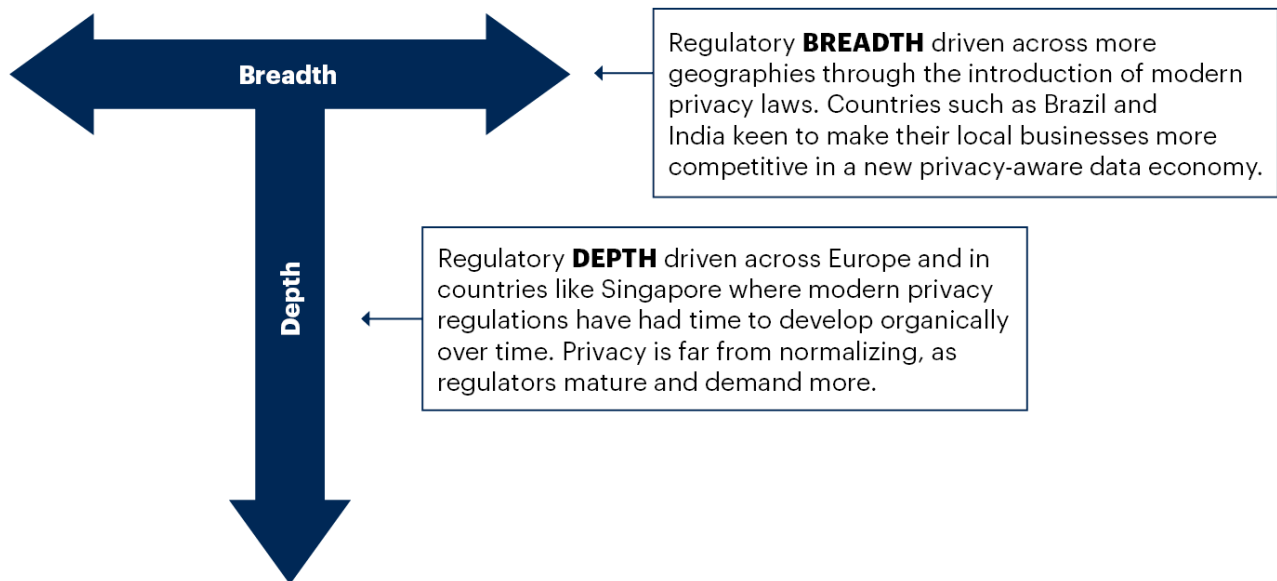 Breadth
Regulatory BREADTH driven across more
geographies through the introduction of modern
privacy laws. Countries such as Brazil and
India keen to make their local businesses more
competitive in a new privacy-aware data economy.
Depth
Regulatory DEPTH driven across Europe and in
countries like Singapore where modern privacy
regulations have had time to develop organically
over time. Privacy is far from normalizing, as
regulators mature and demand more.